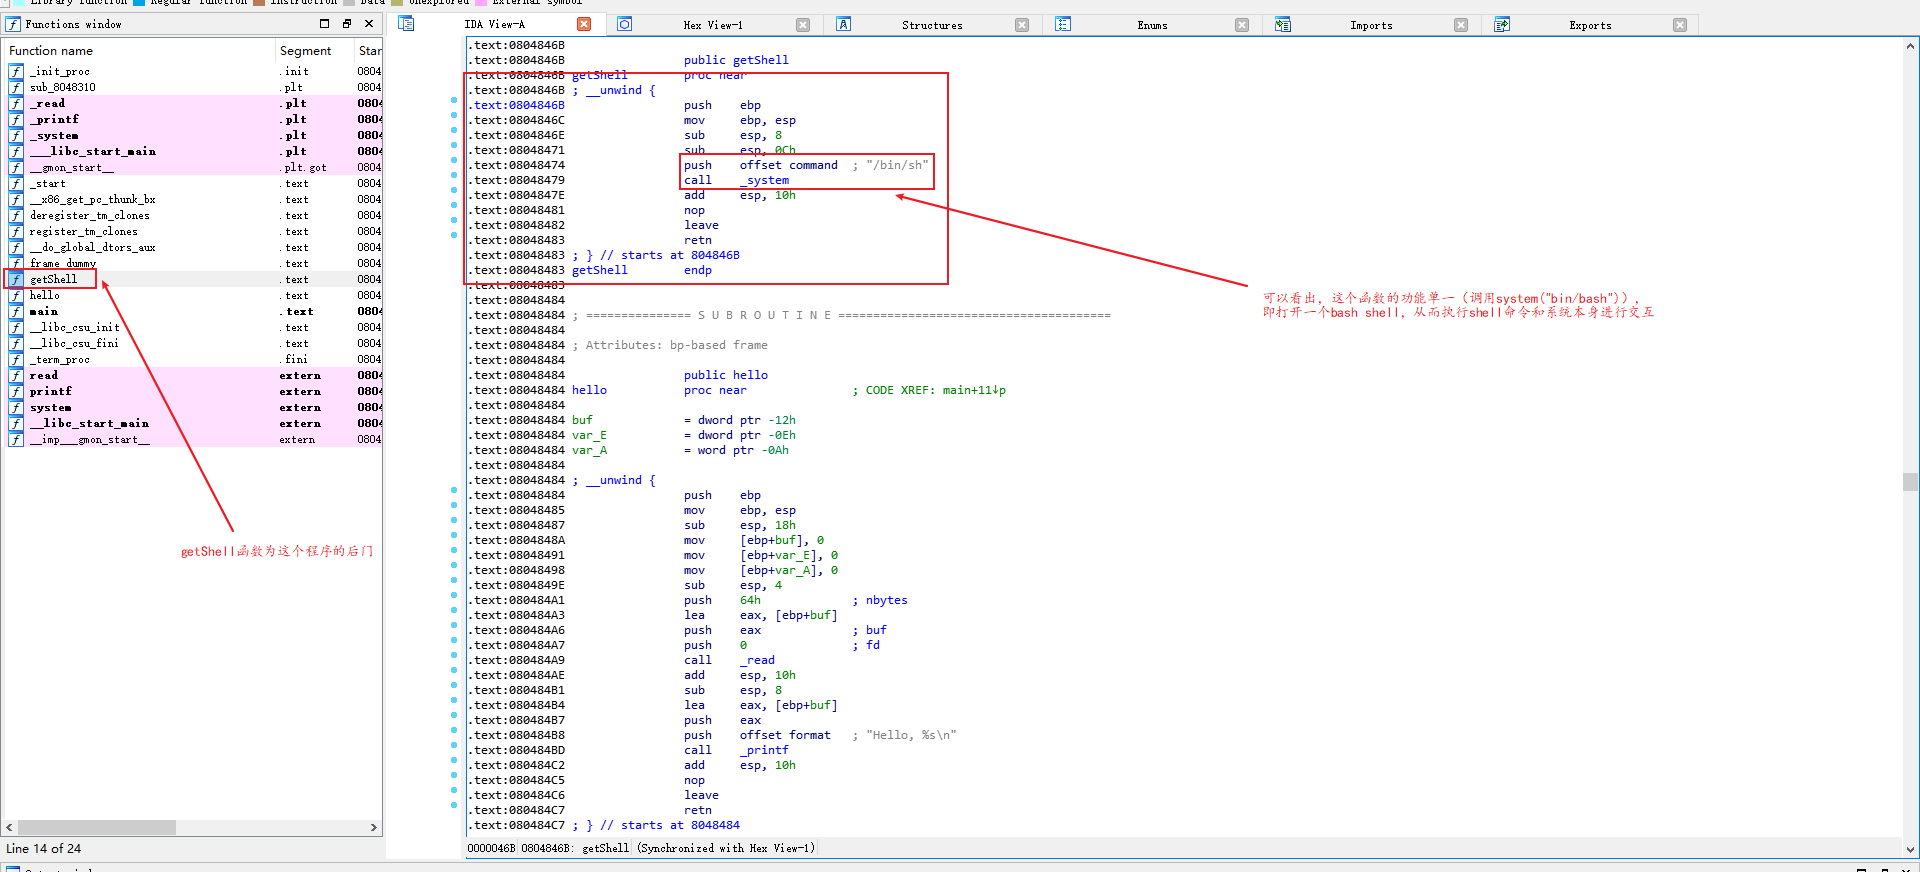 Library function Regular function Instruction Data Unexplored External symbol
Functions window
IDA View-A
Hex View-1
Structures
Enums
Imports
Exports
Function name Segment Star
_init_proc .init 0804
sub_8048310 .plt 0804
_read .plt 0804
_printf .plt 0804
_system .plt 0804
___libc_start_main .plt 0804
__gmon_start__ .plt.got 0804
_start .text 0804
__x86_get_pc_thunk_bx .text 0804
deregister_tm_clones .text 0804
register_tm_clones .text 0804
__do_global_dtors_aux .text 0804
frame_dummy .text 0804
getShell .text 0804
hello .text 0804
main .text 0804
__libc_csu_init .text 0804
__libc_csu_fini .text 0804
_term_proc .fini 0804
read extern 0804
printf extern 0804
system extern 0804
__libc_start_main extern 0804
__imp___gmon_start__ extern 0804
getShell函数为这个程序的后门
Line 14 of 24
.text:0804846B
.text:0804846B public getShell
.text:0804846B getShell proc near
.text:0804846B ; __unwind {
.text:0804846B push ebp
.text:0804846C mov ebp, esp
.text:0804846E sub esp, 8
.text:08048471 sub esp, 0Ch
.text:08048474 push offset command ; "/bin/sh"
.text:08048479 call _system
.text:0804847E add esp, 10h
.text:08048481 nop
.text:08048482 leave
.text:08048483 retn
.text:08048483 ; } // starts at 804846B
.text:08048483 getShell endp
.text:08048483
.text:08048484
.text:08048484 ; =============== S U B R O U T I N E =======================================
.text:08048484
.text:08048484 ; Attributes: bp-based frame
.text:08048484
.text:08048484 public hello
.text:08048484 hello proc near ; CODE XREF: main+11↓p
.text:08048484
.text:08048484 buf = dword ptr -12h
.text:08048484 var_E = dword ptr -0Eh
.text:08048484 var_A = word ptr -0Ah
.text:08048484
.text:08048484 ; __unwind {
.text:08048484 push ebp
.text:08048485 mov ebp, esp
.text:08048487 sub esp, 18h
.text:0804848A mov [ebp+buf], 0
.text:08048491 mov [ebp+var_E], 0
.text:08048498 mov [ebp+var_A], 0
.text:0804849E sub esp, 4
.text:080484A1 push 64h ; nbytes
.text:080484A3 lea eax, [ebp+buf]
.text:080484A6 push eax ; buf
.text:080484A7 push 0 ; fd
.text:080484A9 call _read
.text:080484AE add esp, 10h
.text:080484B1 sub esp, 8
.text:080484B4 lea eax, [ebp+buf]
.text:080484B7 push eax
.text:080484B8 push offset format ; "Hello, %s\n"
.text:080484BD call _printf
.text:080484C2 add esp, 10h
.text:080484C5 nop
.text:080484C6 leave
.text:080484C7 retn
.text:080484C7 ; } // starts at 8048484
可以看出，这个函数的功能单一（调用system("bin/bash")），
即打开一个bash shell，从而执行shell命令和系统本身进行交互
0000046B 0804846B: getShell (Synchronized with Hex View-1)